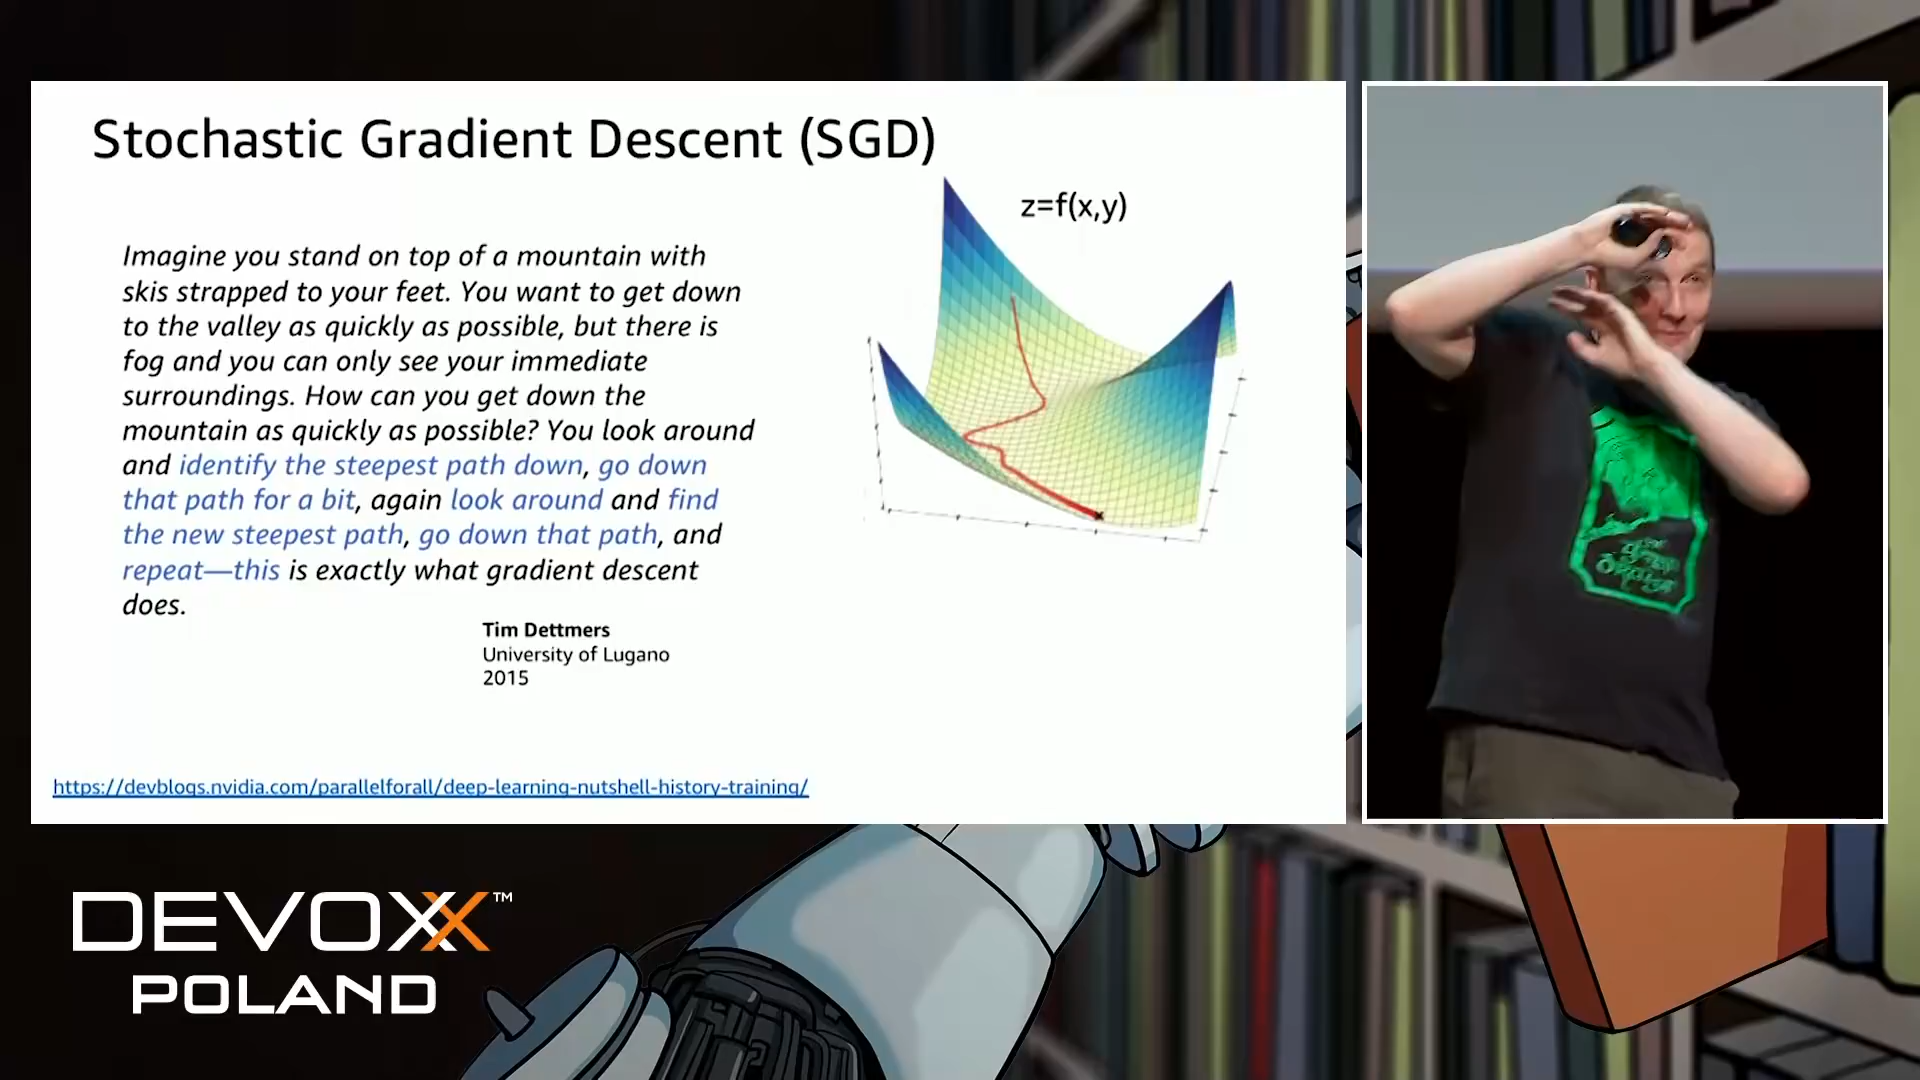 Stochastic Gradient Descent (SGD)
z=f(x,y)
Imagine you stand on top of a mountain with
skis strapped to your feet. You want to get down
to the valley as quickly as possible, but there is
fog and you can only see your immediate
surroundings. How can you get down the
mountain as quickly as possible? You look around
and identify the steepest path down, go down
that path for a bit, again look around and find
the new steepest path, go down that path, and
repeat—this is exactly what gradient descent
does.
Tim Dettmers
University of Lugano
2015
https://devblogs.nvidia.com/parallelforall/deep-learning-nutshell-history-training/
DEVOXX™
POLAND